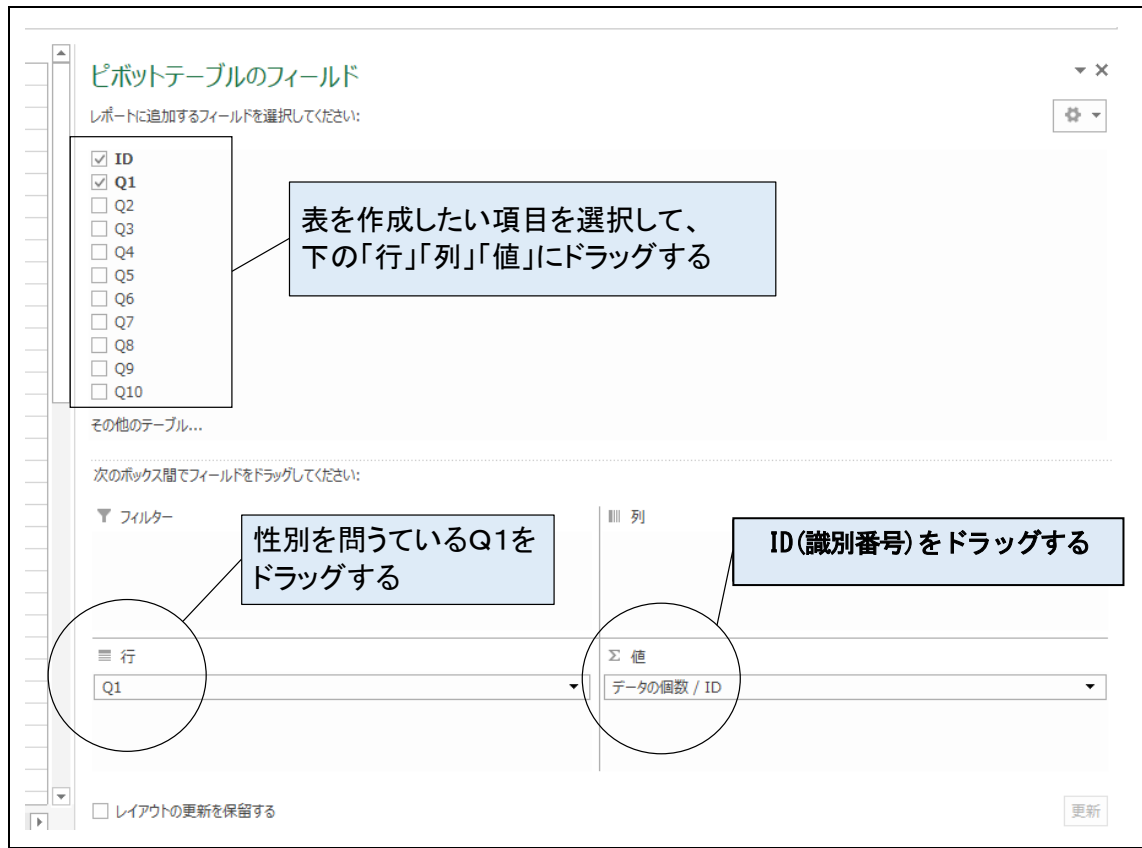 ピボットテーブルのフィールド
レポートに追加するフィールドを選択してください:
ID
Q1
Q2
Q3
Q4
Q5
Q6
Q7
Q8
Q9
Q10
表を作成したい項目を選択して、
下の「行」「列」「値」にドラッグする
その他のテーブル...
次のボックス間でフィールドをドラッグしてください:
フィルター
列
性別を問うているQ1を
ドラッグする
ID(識別番号)をドラッグする
行
Σ 値
Q1
データの個数 / ID
レイアウトの更新を保留する
更新